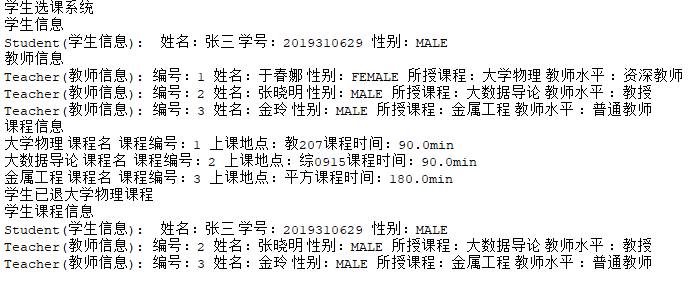 学生选课系统
学生信息
Student(学生信息): 姓名：张三 学号：2019310629 性别：MALE
教师信息
Teacher(教师信息): 编号：1 姓名：于春娜 性别：FEMALE 所授课程：大学物理 教师水平 ：资深教师
Teacher(教师信息): 编号：2 姓名：张晓明 性别：MALE 所授课程：大数据导论 教师水平 ：教授
Teacher(教师信息): 编号：3 姓名：金玲 性别：MALE 所授课程：金属工程 教师水平 ：普通教师
课程信息
大学物理 课程名 课程编号：1 上课地点：教207课程时间：90.0min
大数据导论 课程名 课程编号：2 上课地点：综0915课程时间：90.0min
金属工程 课程名 课程编号：3 上课地点：平方课程时间：180.0min
学生已退大学物理课程
学生课程信息
Student(学生信息): 姓名：张三 学号：2019310629 性别：MALE
Teacher(教师信息): 编号：2 姓名：张晓明 性别：MALE 所授课程：大数据导论 教师水平 ：教授
Teacher(教师信息): 编号：3 姓名：金玲 性别：MALE 所授课程：金属工程 教师水平 ：普通教师